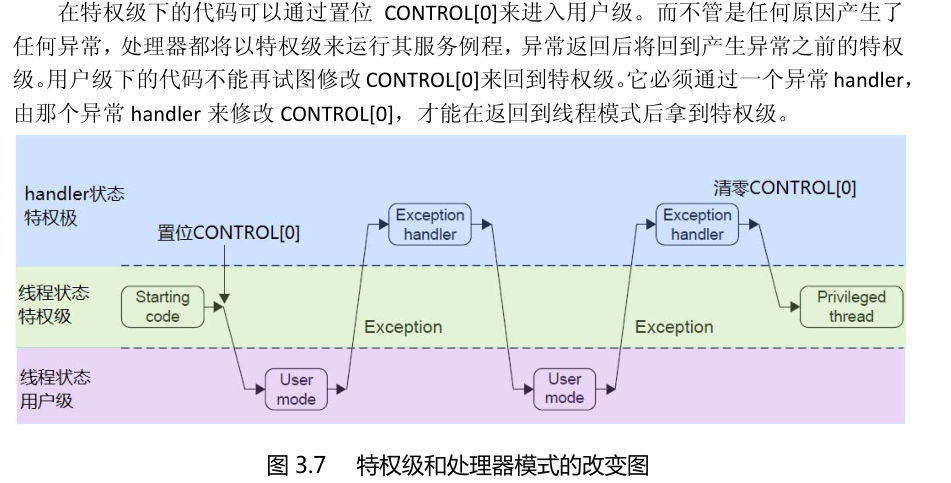 在特权级下的代码可以通过置位 CONTROL[0]来进入用户级。而不管是任何原因产生了
任何异常，处理器都将以特权级来运行其服务例程，异常返回后将回到产生异常之前的特权
级。用户级下的代码不能再试图修改 CONTROL[0]来回到特权级。它必须通过一个异常 handler，
由那个异常 handler 来修改 CONTROL[0]，才能在返回到线程模式后拿到特权级。
handler状态
特权极
置位CONTROL[0]
Exception
handler
清零CONTROL[0]
Exception
handler
线程状态
特权级
Starting
code
Exception
Exception
Privileged
thread
线程状态
用户级
User
mode
User
mode
图 3.7 特权级和处理器模式的改变图